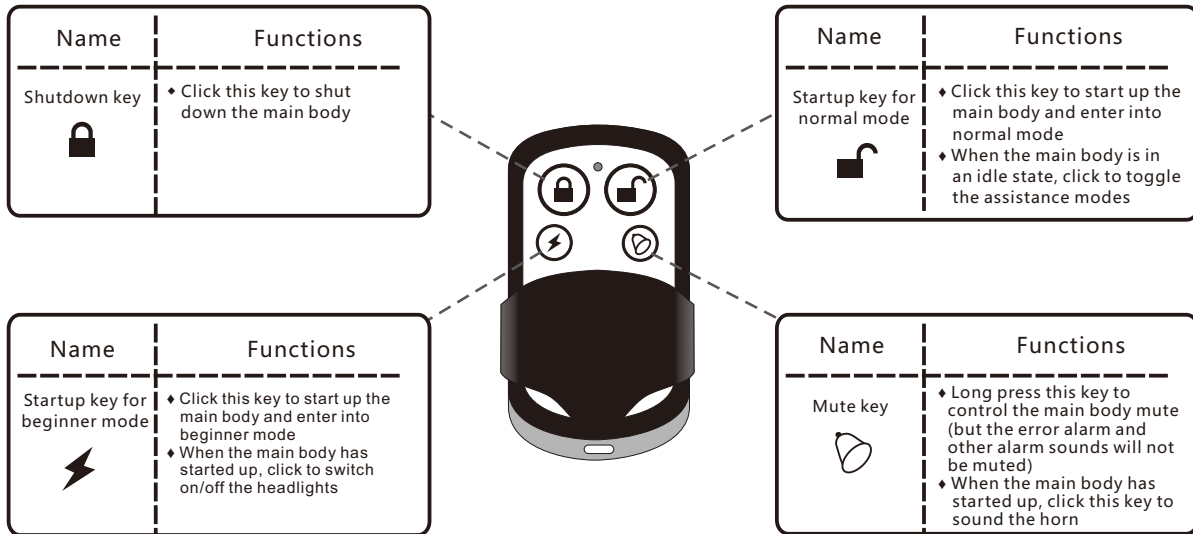 Name
Functions
Shutdown key
♦ Click this key to shut
down the main body
Name
Functions
Startup key for
normal mode
♦ Click this key to start up the
main body and enter into
normal mode
♦ When the main body is in
an idle state, click to toggle
the assistance modes
Name
Functions
Startup key for
beginner mode
♦ Click this key to start up the
main body and enter into
beginner mode
♦ When the main body has
started up, click to switch
on/off the headlights
Name
Functions
Mute key
♦ Long press this key to
control the main body mute
(but the error alarm and
other alarm sounds will not
be muted)
♦ When the main body has
started up, click this key to
sound the horn